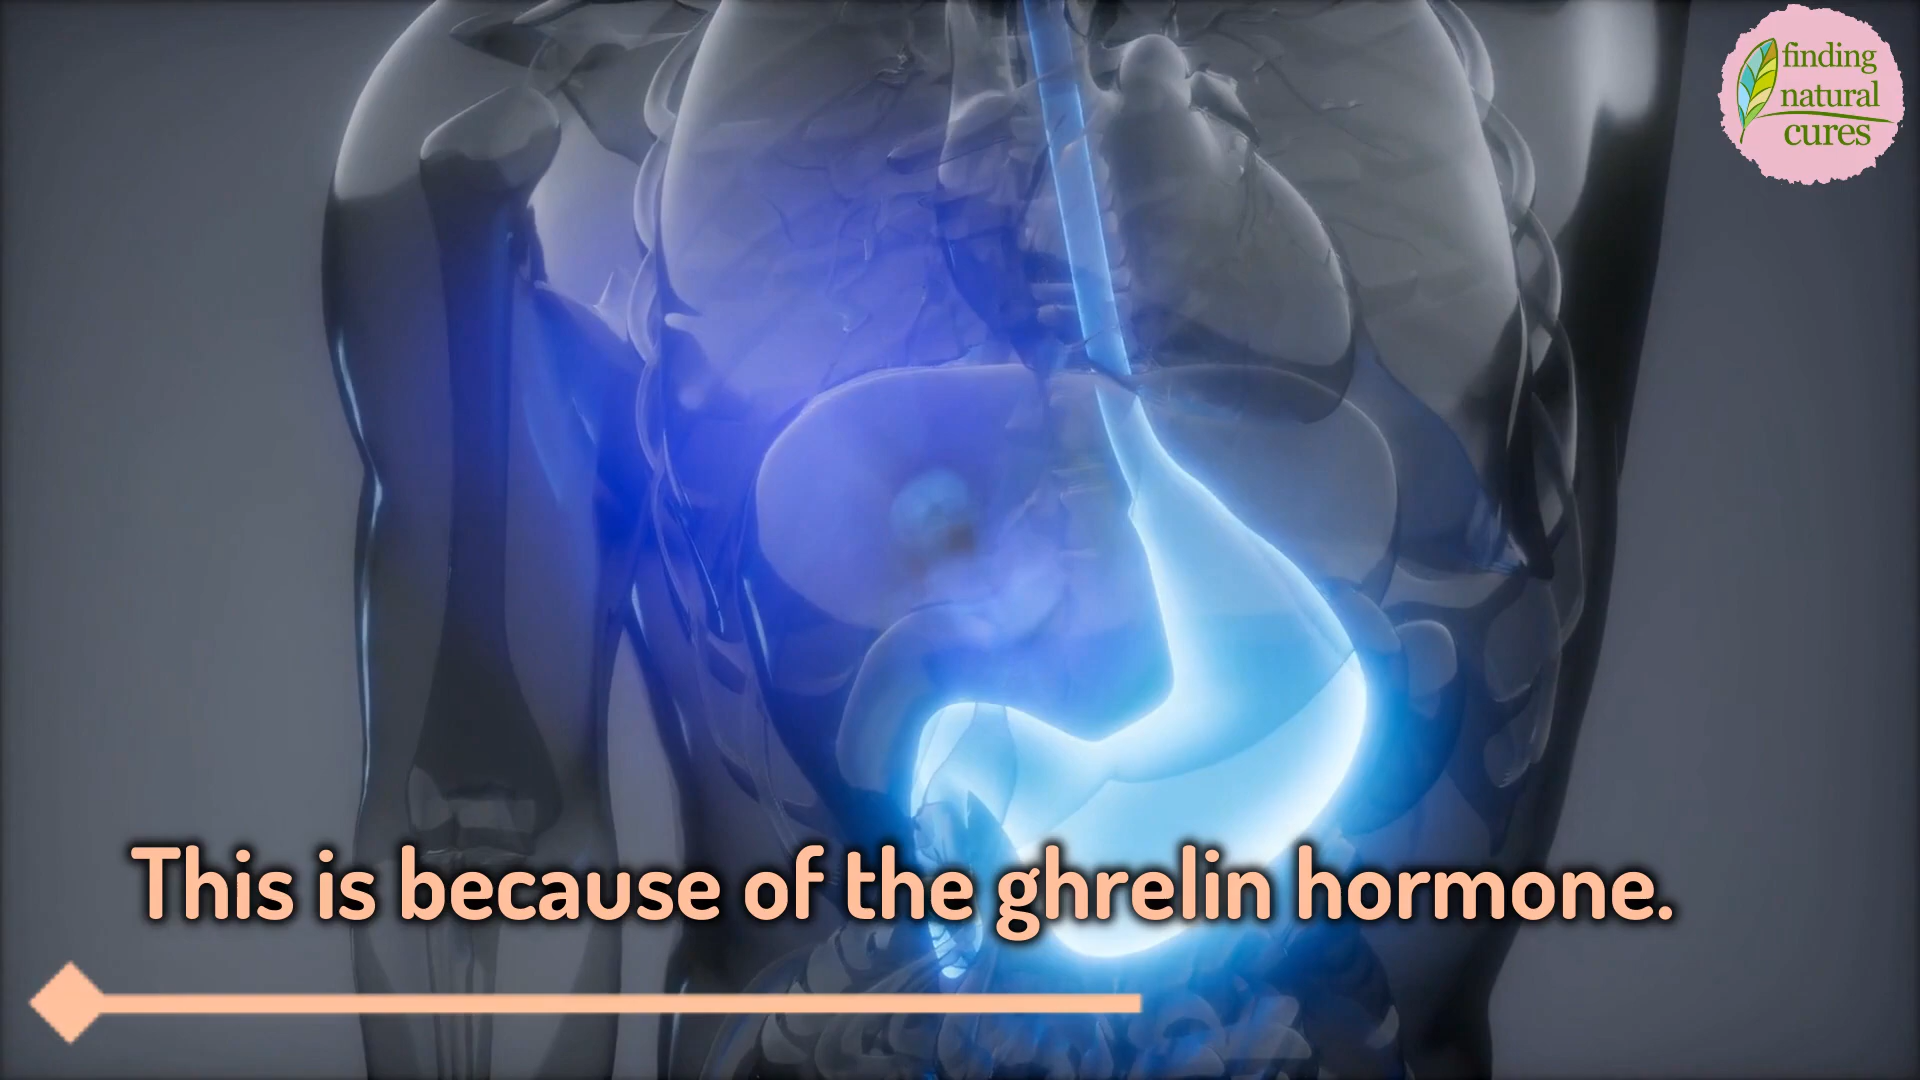 finding
natural
cures
This is because of the ghrelin hormone.